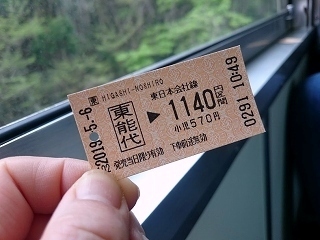 HIGASHI-NOSHIRO
東能代
東日本会社線
▶1140円区間
小児570円
発売当日限り有効 下車前途無効
2019.-5.-6
0291 10:49